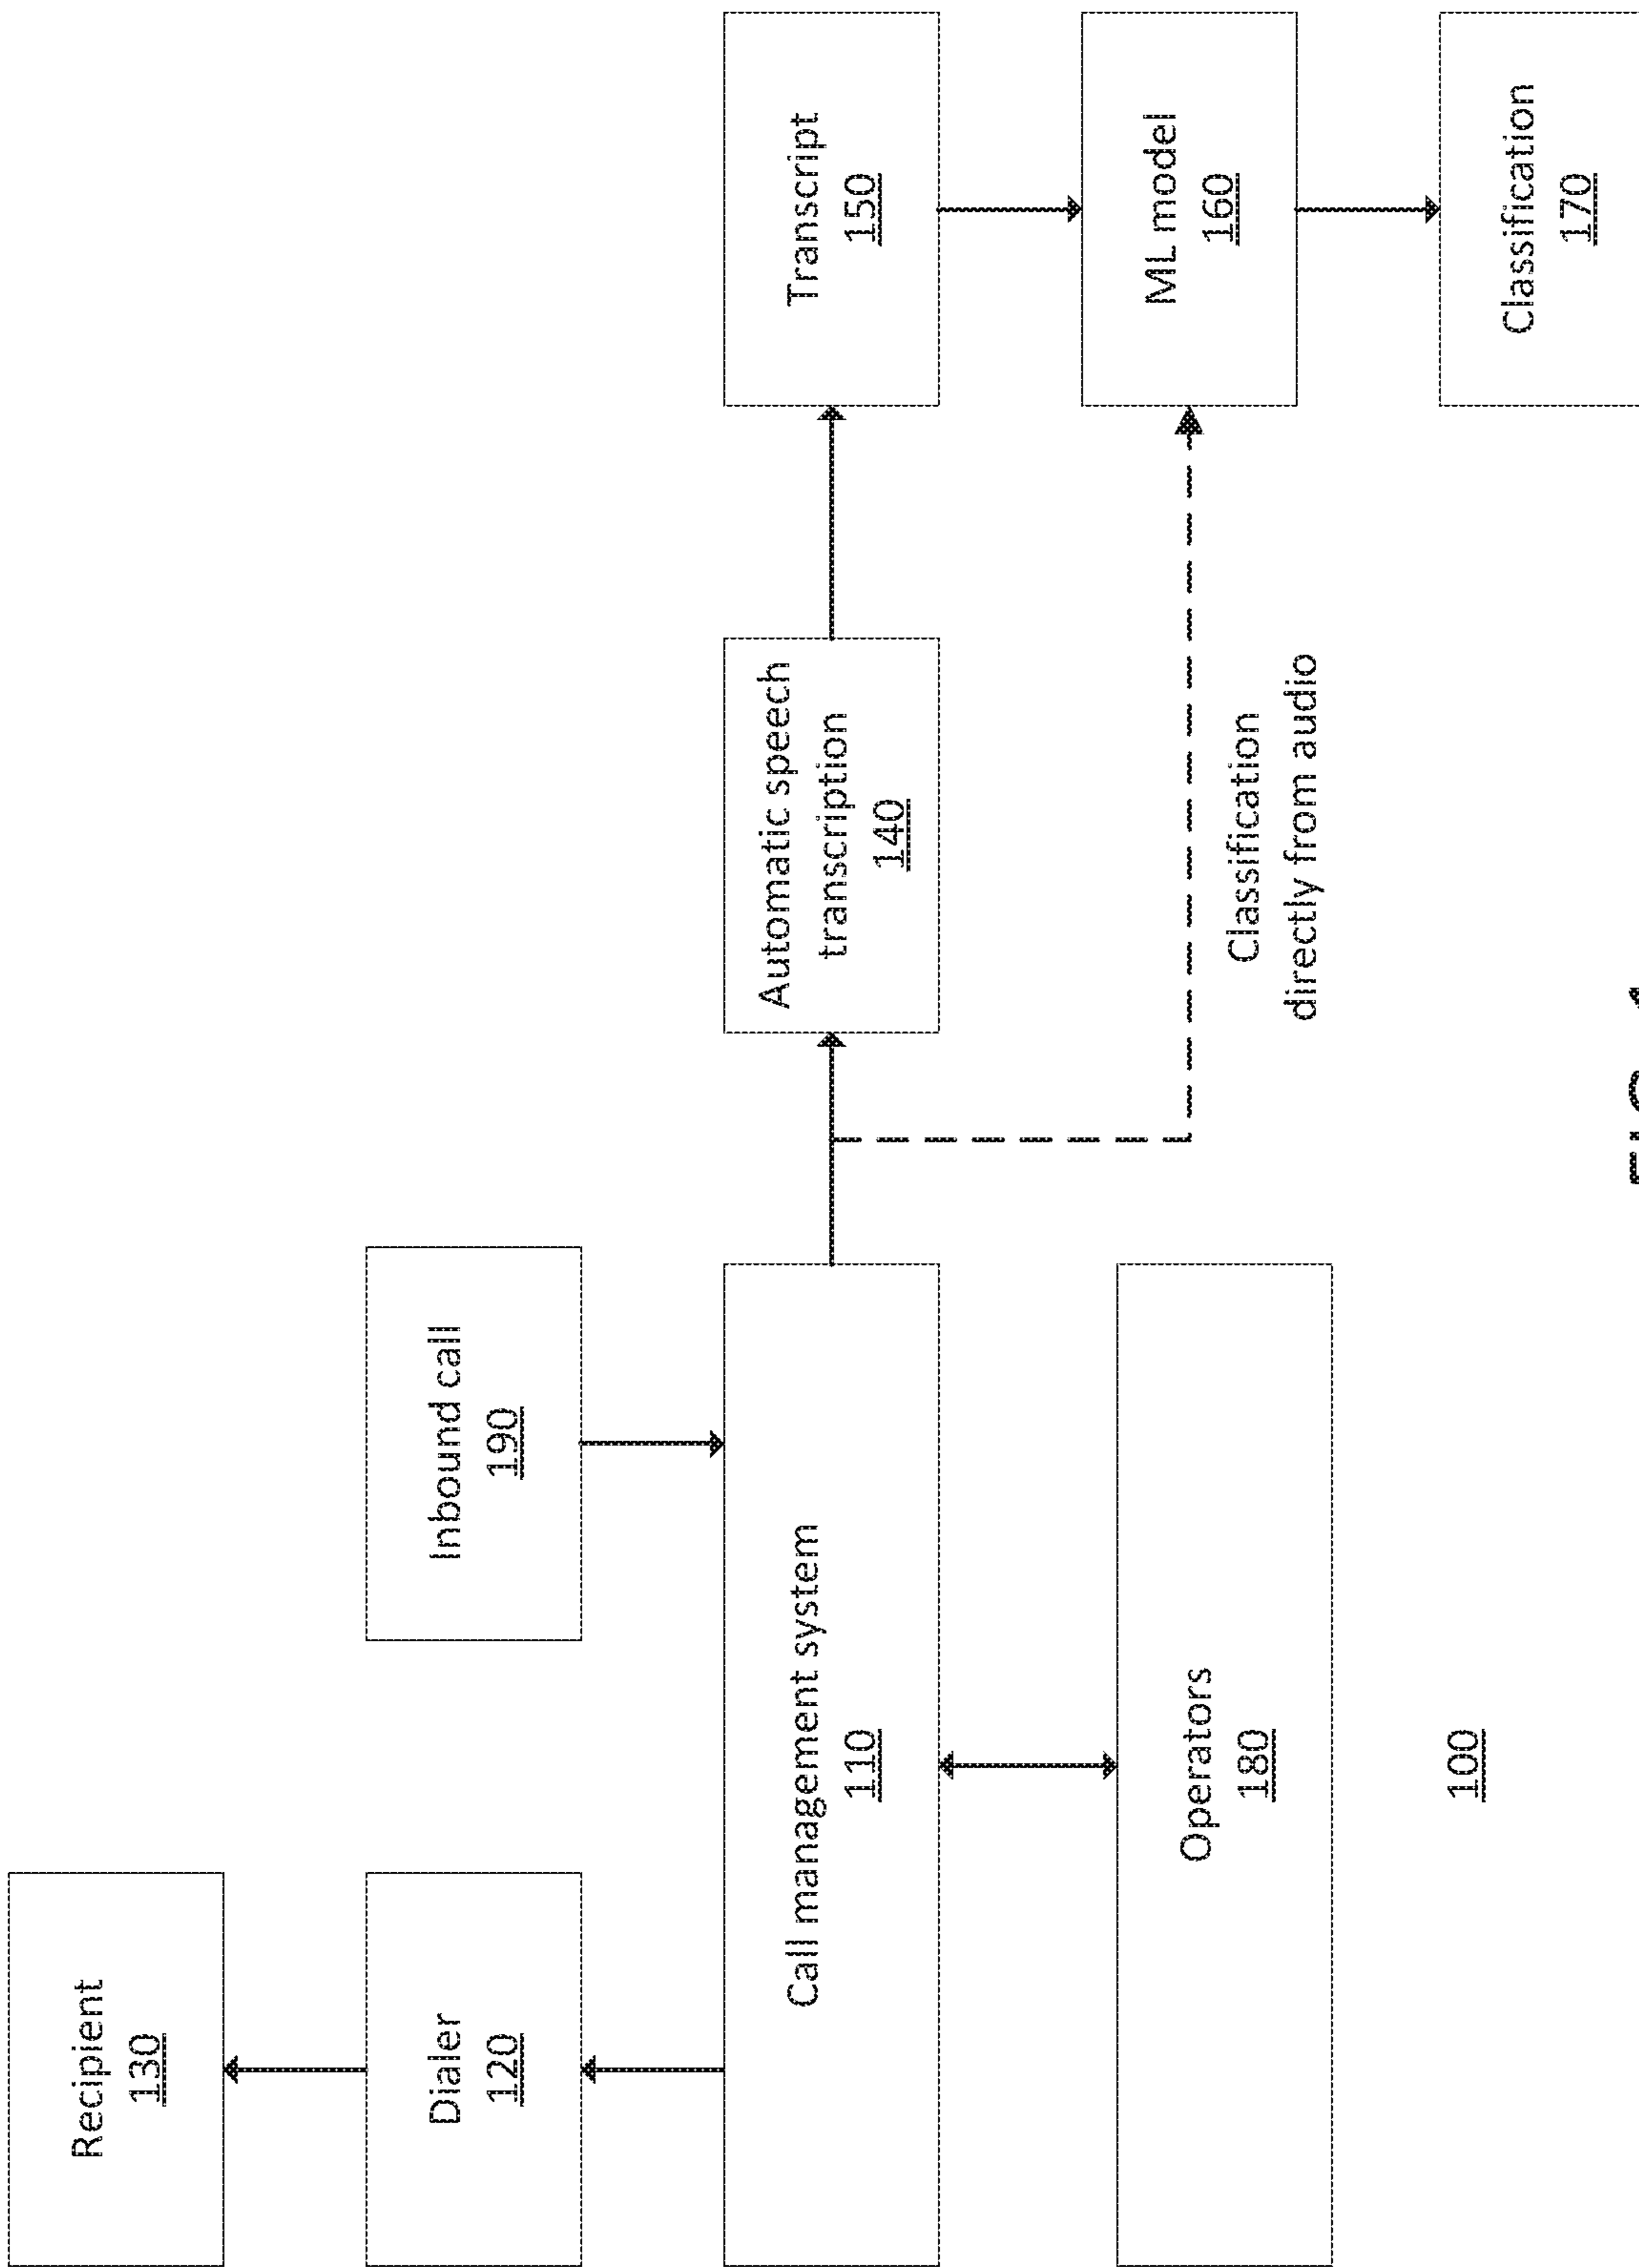 Recipient
130
Dialer
120
Inbound call
190
Call management system
110
Automatic speech
transcription
140
Transcript
150
Operators
180
Classification
directly from audio
ML model
160
100
Classification
170